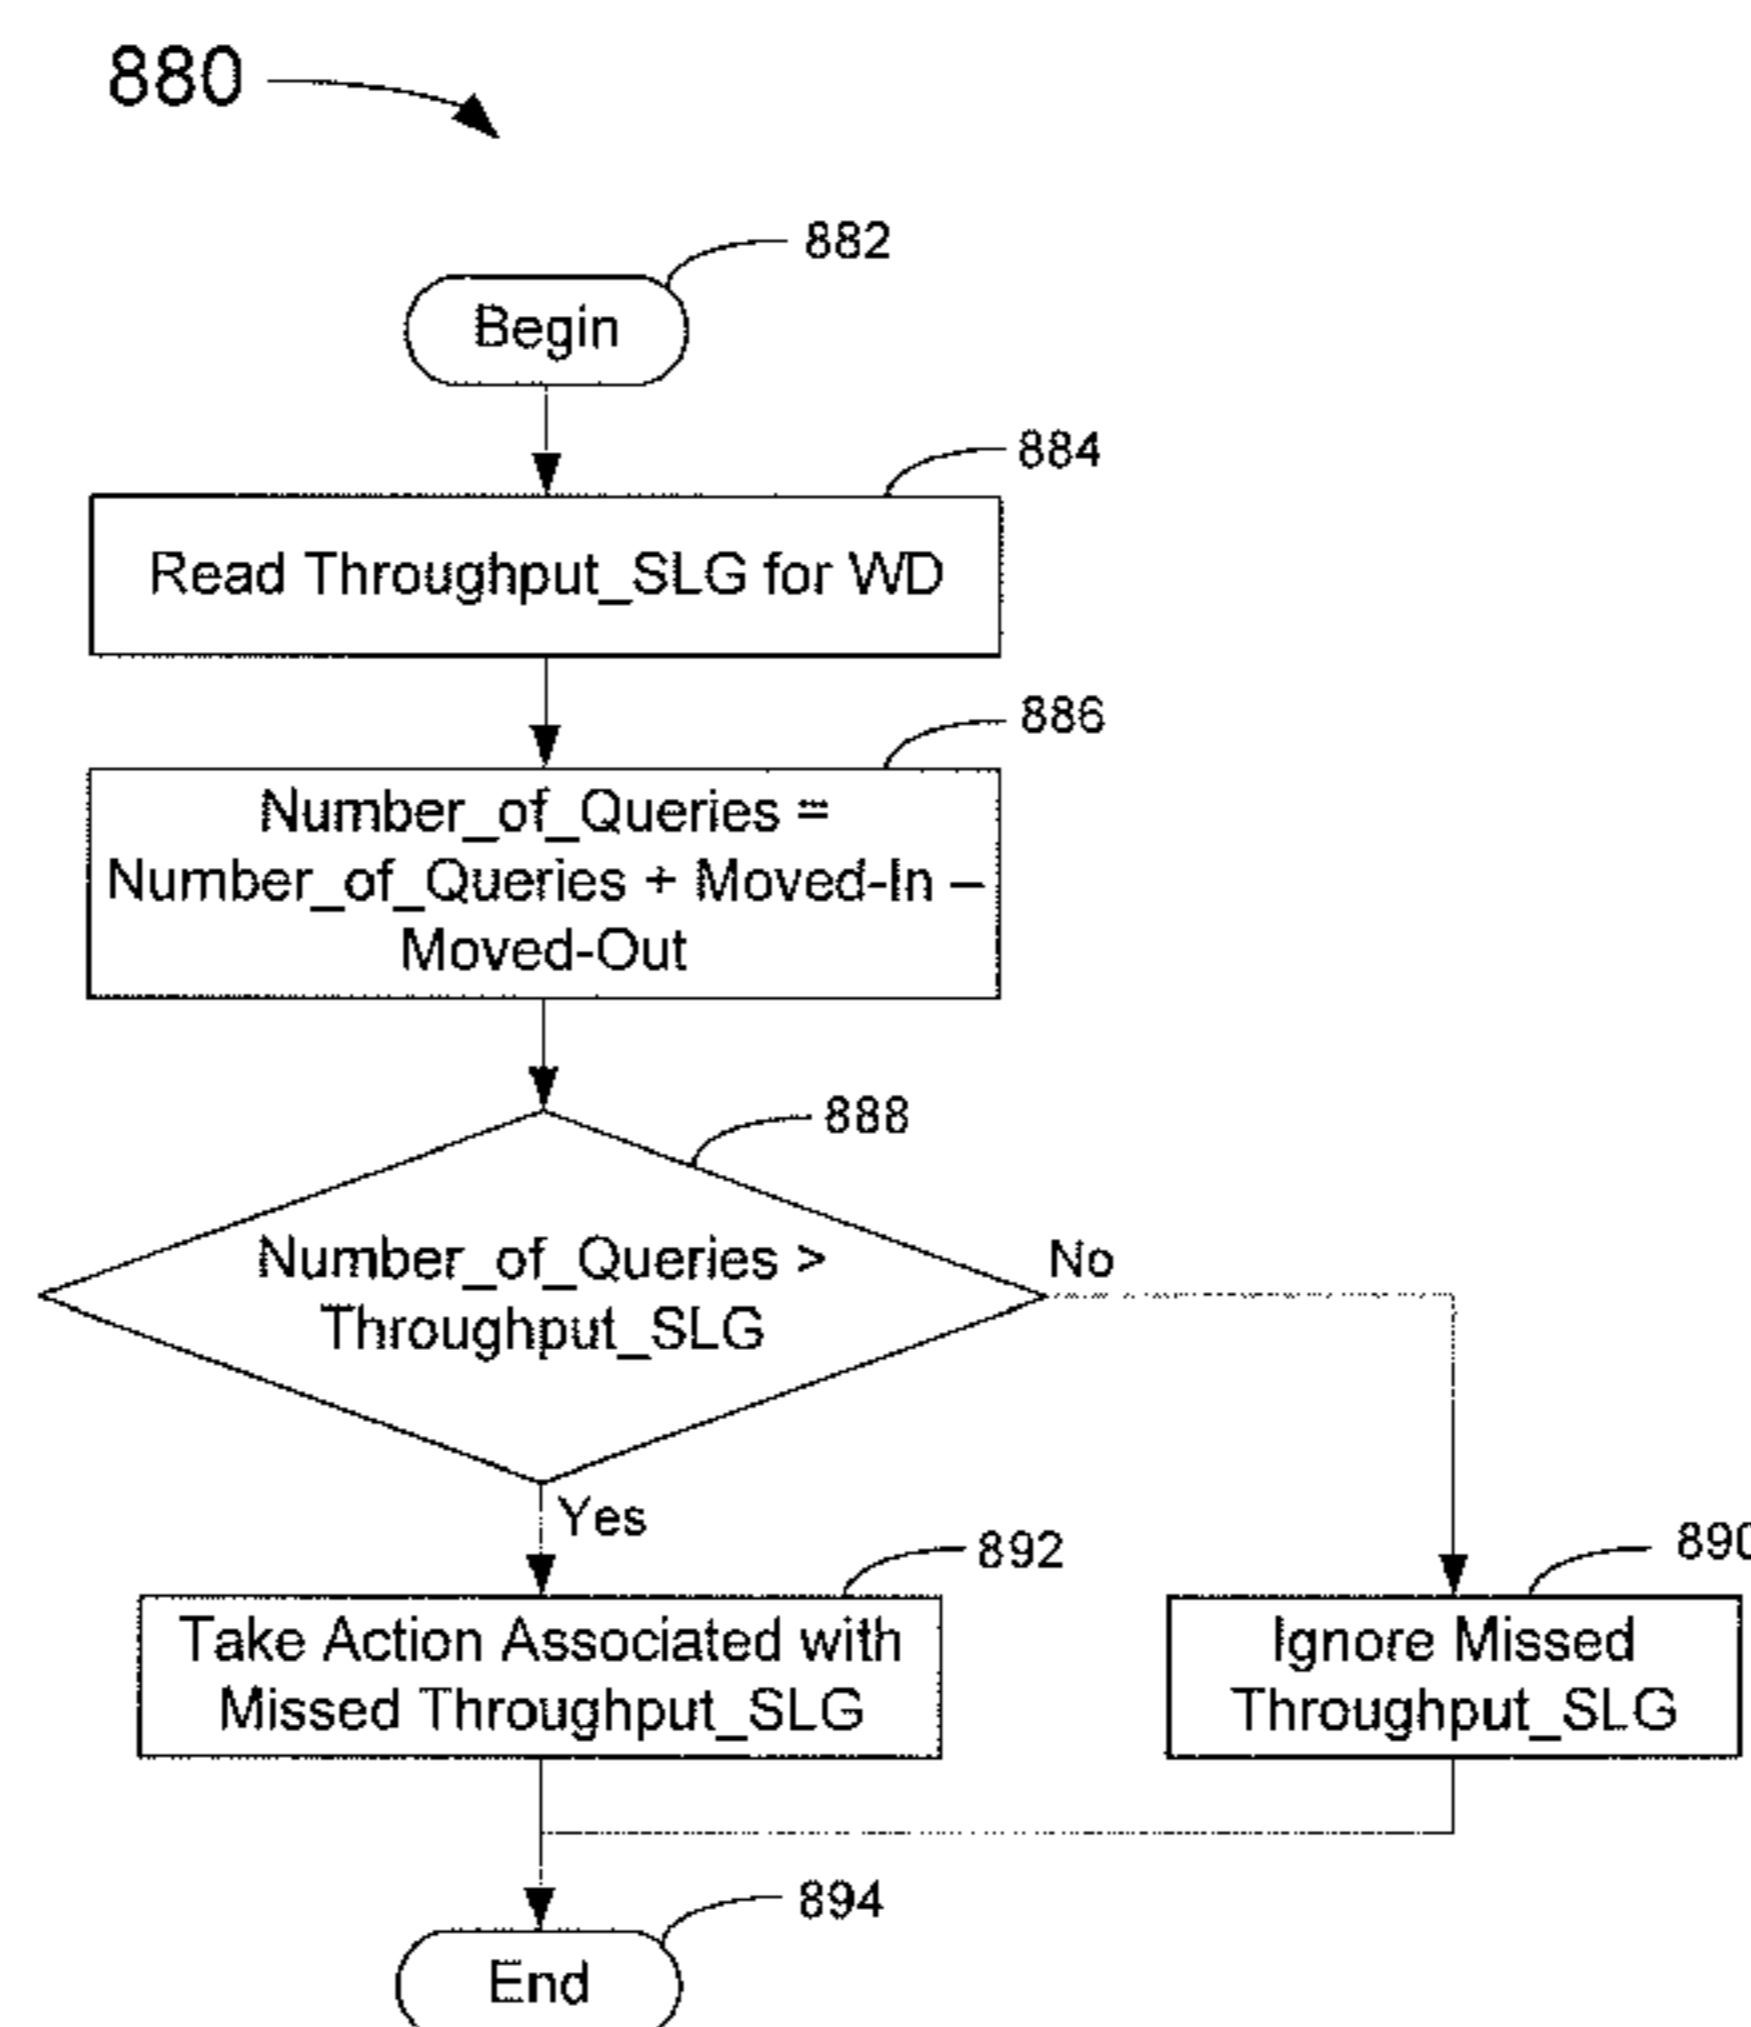 880
882
Begin
884
Read Throughput_SLG for WD
886
Number_of_Queries =
Number_of_Queries + Moved-In –
Moved-Out
888
Number_of_Queries >
Throughput_SLG
No
Yes
892
890
Take Action Associated with
Missed Throughput_SLG
Ignore Missed
Throughput_SLG
894
End